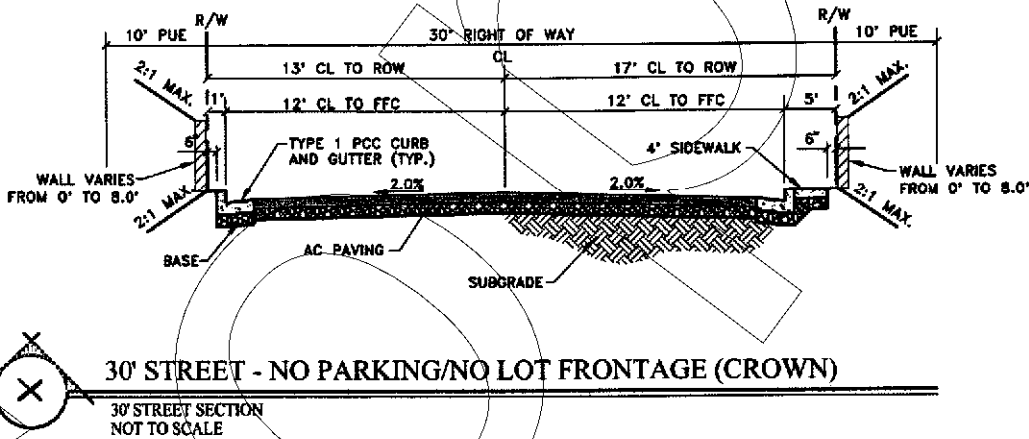 R/W
R/W
10' PUE
30' RIGHT OF WAY
10' PUE
CL
13' CL TO ROW
17' CL TO ROW
2:1 MAX.
2:1 MAX.
1'
12' CL TO FFC
12' CL TO FFC
5'
6"
TYPE 1 PCC CURB
AND GUTTER (TYP.)
4' SIDEWALK
6"
WALL VARIES
FROM 0' TO 8.0'
WALL VARIES
FROM 0' TO 8.0'
2.0%
2.0%
2:1 MAX.
2:1 MAX.
BASE
AC PAVING
SUBGRADE
X
30' STREET - NO PARKING/NO LOT FRONTAGE (CROWN)
30' STREET SECTION
NOT TO SCALE